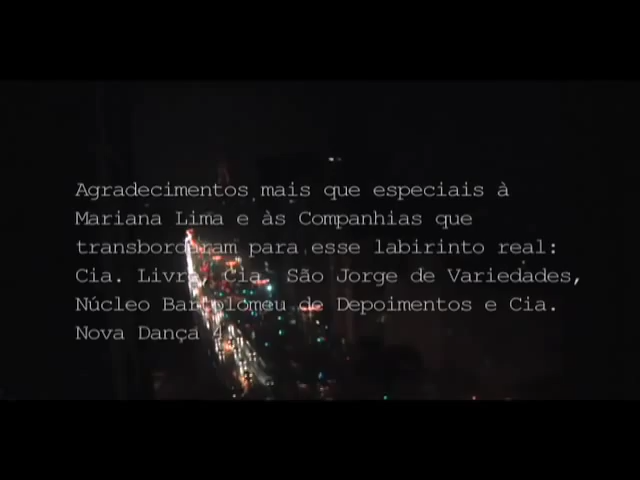 Agradecimentos mais que especiais à
Mariana Lima e às Companhias que
transbordaram para esse labirinto real:
Cia. Livre, Cia. São Jorge de Variedades,
Núcleo Bartolomeu de Depoimentos e Cia.
Nova Dança 4.